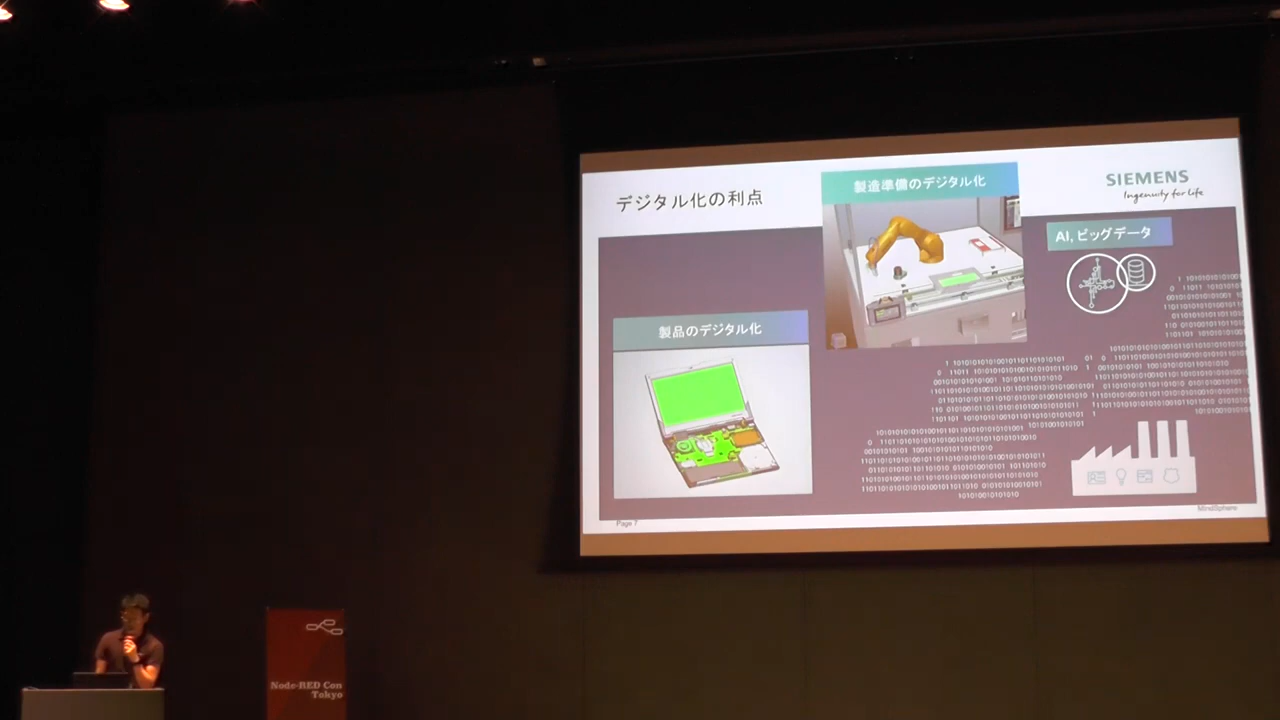 デジタル化の利点
製造準備のデジタル化
SIEMENS
Ingenuity for life
AI, ビッグデータ
製品のデジタル化
Page 7
MindSphere
Node-RED Con
Tokyo